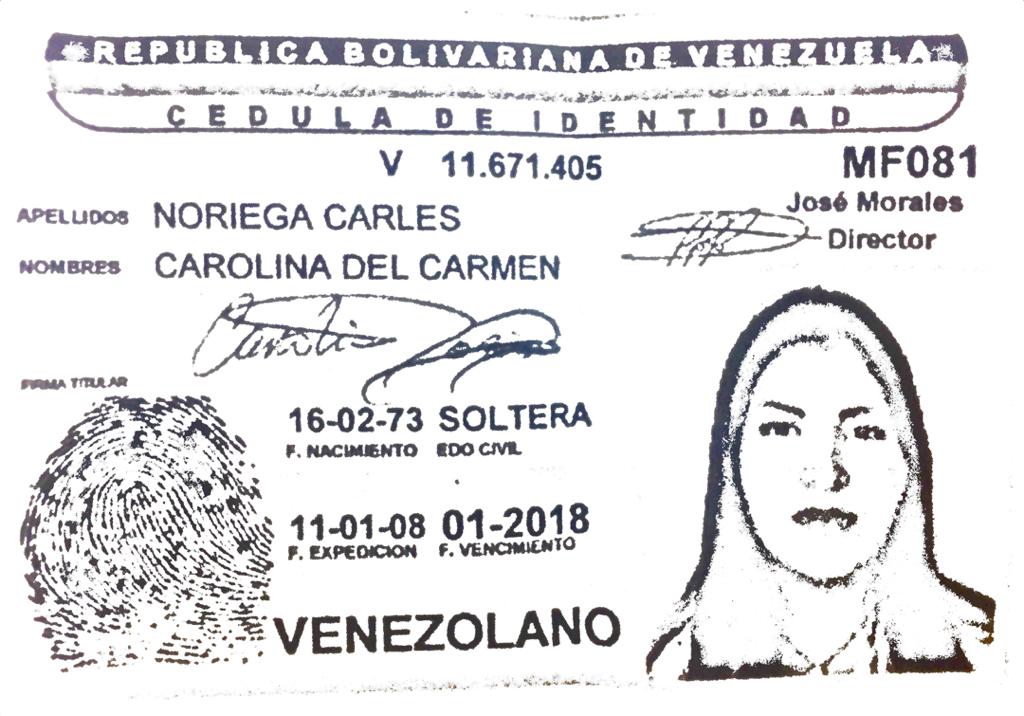 REPUBLICA BOLIVARIANA DE VENEZUELA
CEDULA DE IDENTIDAD
V 11.671.405
MF081
José Morales
Director
APELLIDOS NORIEGA CARLES
NOMBRES CAROLINA DEL CARMEN
Carolina Noriega
FIRMA TITULAR
16-02-73 SOLTERA
F. NACIMIENTO EDO CIVIL
11-01-08 01-2018
F. EXPEDICION F. VENCIMIENTO
VENEZOLANO